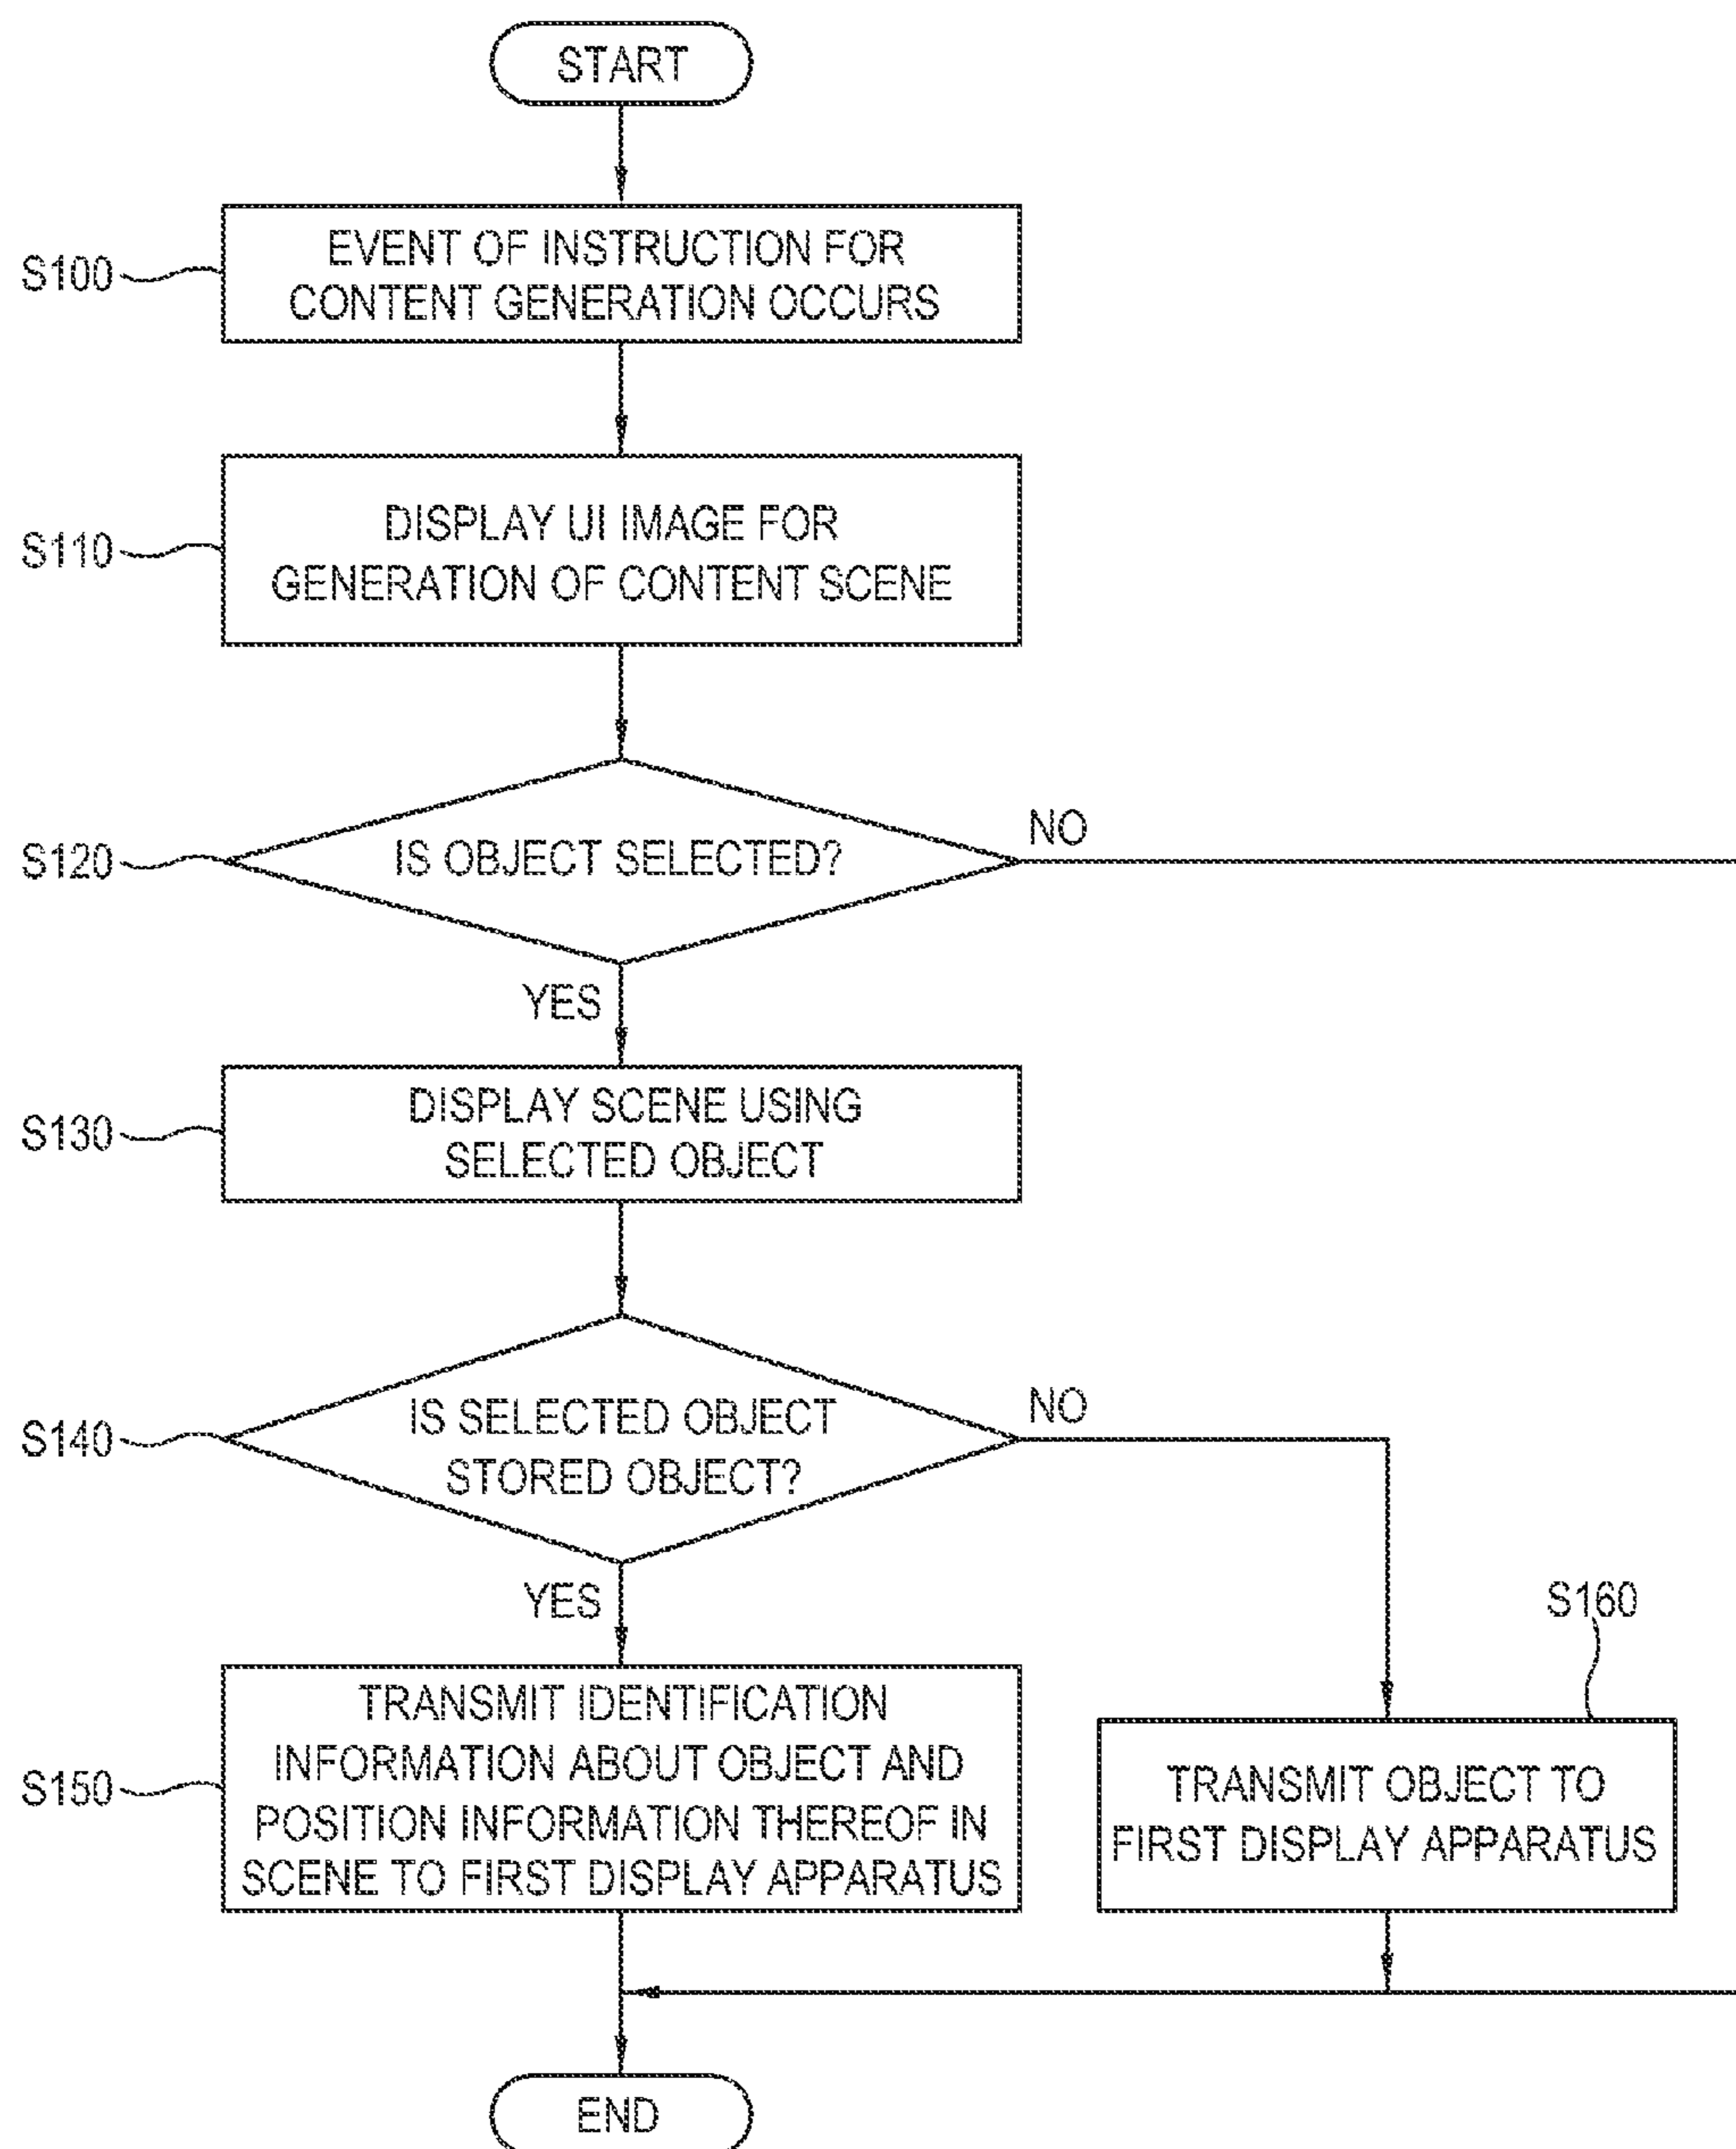 START
S100
EVENT OF INSTRUCTION FOR
CONTENT GENERATION OCCURS
S110
DISPLAY UI IMAGE FOR
GENERATION OF CONTENT SCENE
S120
IS OBJECT SELECTED?
NO
YES
S130
DISPLAY SCENE USING
SELECTED OBJECT
S140
IS SELECTED OBJECT
STORED OBJECT?
NO
YES
S150
TRANSMIT IDENTIFICATION
INFORMATION ABOUT OBJECT AND
POSITION INFORMATION THEREOF IN
SCENE TO FIRST DISPLAY APPARATUS
S160
TRANSMIT OBJECT TO
FIRST DISPLAY APPARATUS
END